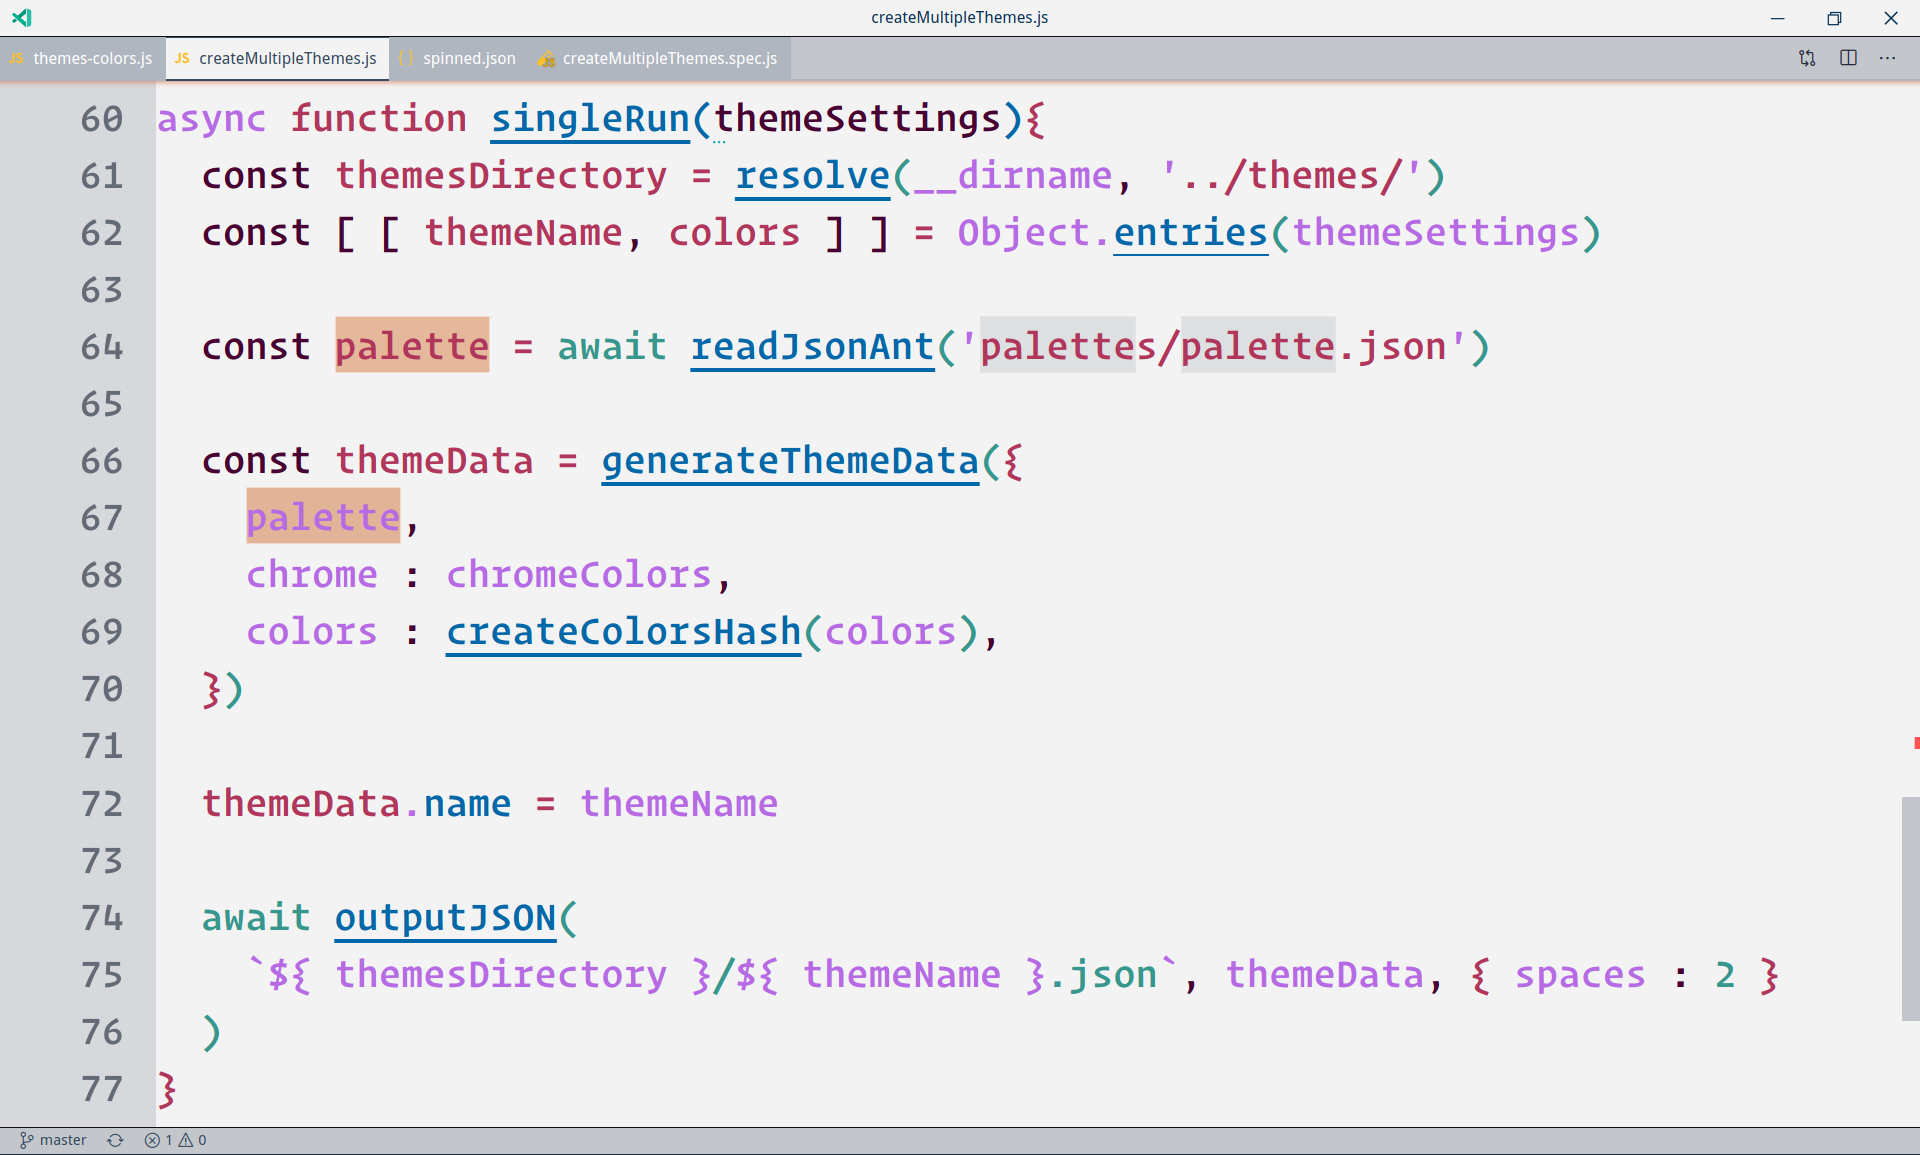 createMultipleThemes.js
JS themes-colors.js JS createMultipleThemes.js {} spinned.json createMultipleThemes.spec.js
60 async function singleRun(themeSettings){
61   const themesDirectory = resolve(__dirname, '../themes/')
62   const [ [ themeName, colors ] ] = Object.entries(themeSettings)
63
64   const palette = await readJsonAnt('palettes/palette.json')
65
66   const themeData = generateThemeData({
67     palette,
68     chrome : chromeColors,
69     colors : createColorsHash(colors),
70   })
71
72   themeData.name = themeName
73
74   await outputJSON(
75     `${ themesDirectory }/${ themeName }.json`, themeData, { spaces : 2 }
76   )
77 }
master 1 0